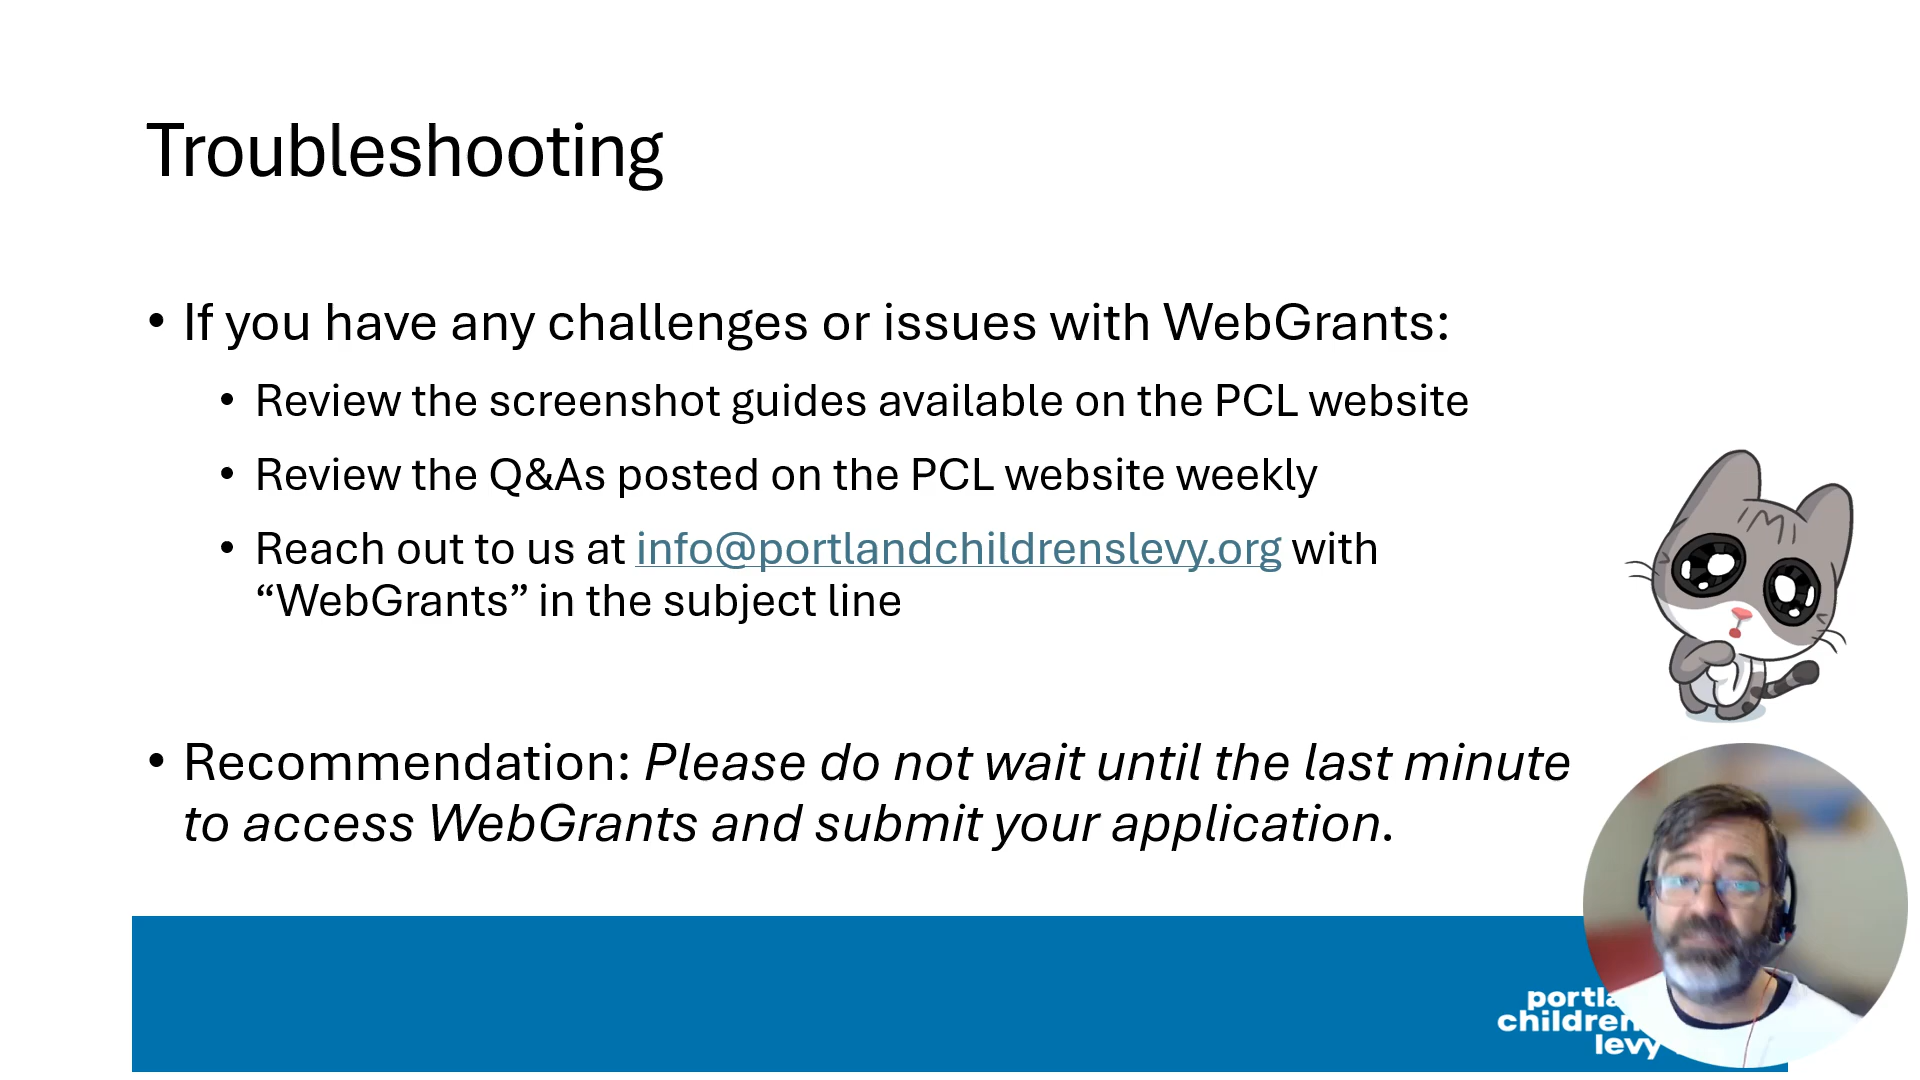 Troubleshooting
• If you have any challenges or issues with WebGrants:
• Review the screenshot guides available on the PCL website
• Review the Q&As posted on the PCL website weekly
• Reach out to us at info@portlandchildrenslevy.org with
“WebGrants” in the subject line
• Recommendation: Please do not wait until the last minute
to access WebGrants and submit your application.
levy